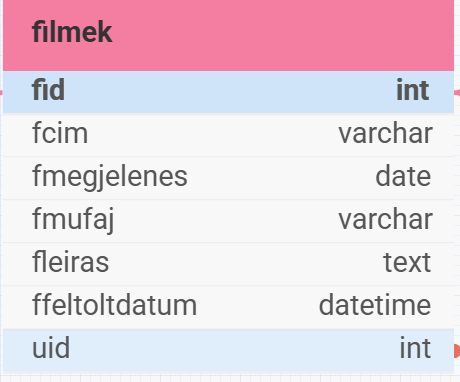 filmek
fid int
fcim varchar
fmegjelenes date
fmufaj varchar
fleiras text
ffeltoltdatum datetime
uid int